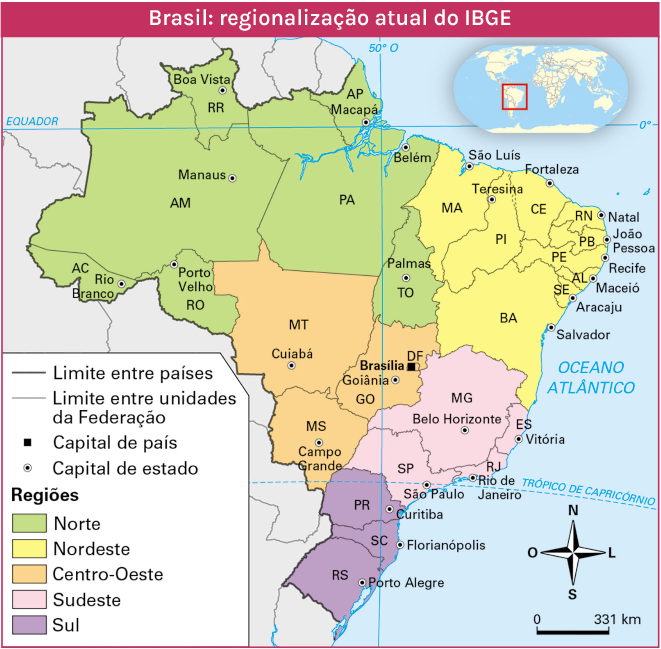 Brasil: regionalização atual do IBGE
50° O
Boa Vista
RR
AP
Macapá
EQUADOR
0°
Belém
São Luís
Fortaleza
Manaus
AM
PA
Teresina
MA
CE
RN
Natal
PI
PB
João
Pessoa
PE
Recife
Palmas
TO
AC
Rio
Branco
Porto
Velho
RO
AL
Maceió
SE
Aracaju
BA
Salvador
MT
Cuiabá
Brasília
DF
Goiânia
GO
OCEANO
ATLÂNTICO
MG
Belo Horizonte
ES
Vitória
MS
Campo
Grande
SP
São Paulo
RJ
Rio de
Janeiro
TRÓPICO DE CAPRICÓRNIO
PR
Curitiba
SC
Florianópolis
RS
Porto Alegre
Limite entre países
Limite entre unidades
da Federação
Capital de país
Capital de estado
Regiões
Norte
Nordeste
Centro-Oeste
Sudeste
Sul
N
O
L
S
0 331 km